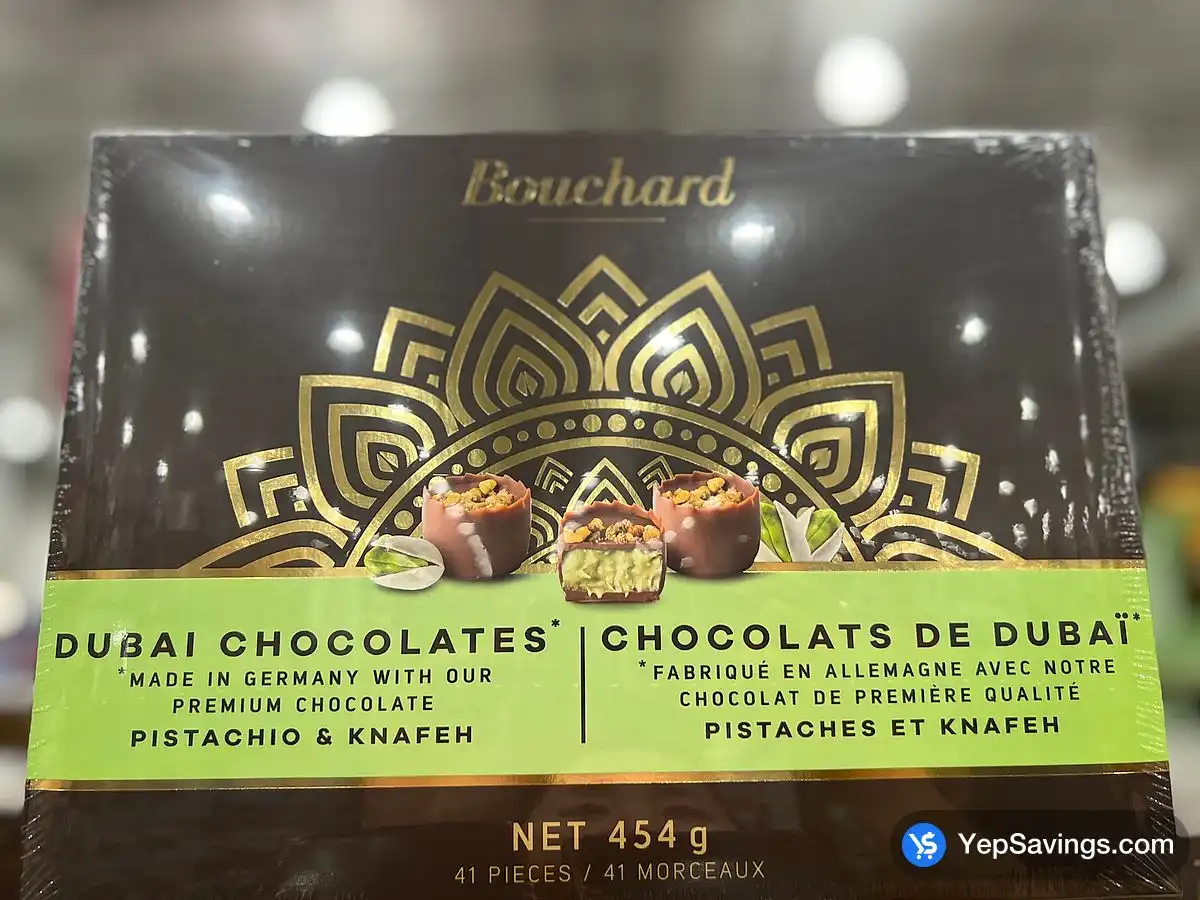 Bouchard
DUBAI CHOCOLATES*
*MADE IN GERMANY WITH OUR
PREMIUM CHOCOLATE
PISTACHIO & KNAFEH
CHOCOLATS DE DUBAÏ*
*FABRIQUÉ EN ALLEMAGNE AVEC NOTRE
CHOCOLAT DE PREMIÈRE QUALITÉ
PISTACHES ET KNAFEH
NET 454 g
41 PIECES / 41 MORCEAUX
YepSavings.com